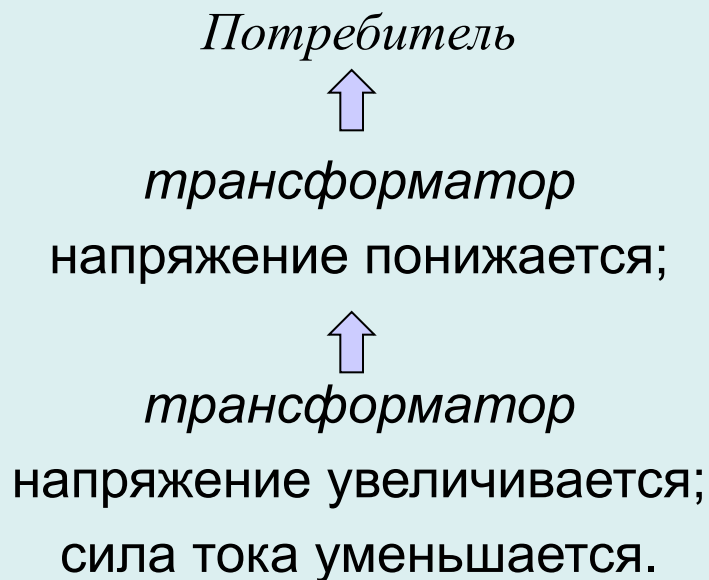 Потребитель
трансформатор
напряжение понижается;
трансформатор
напряжение увеличивается;
сила тока уменьшается.